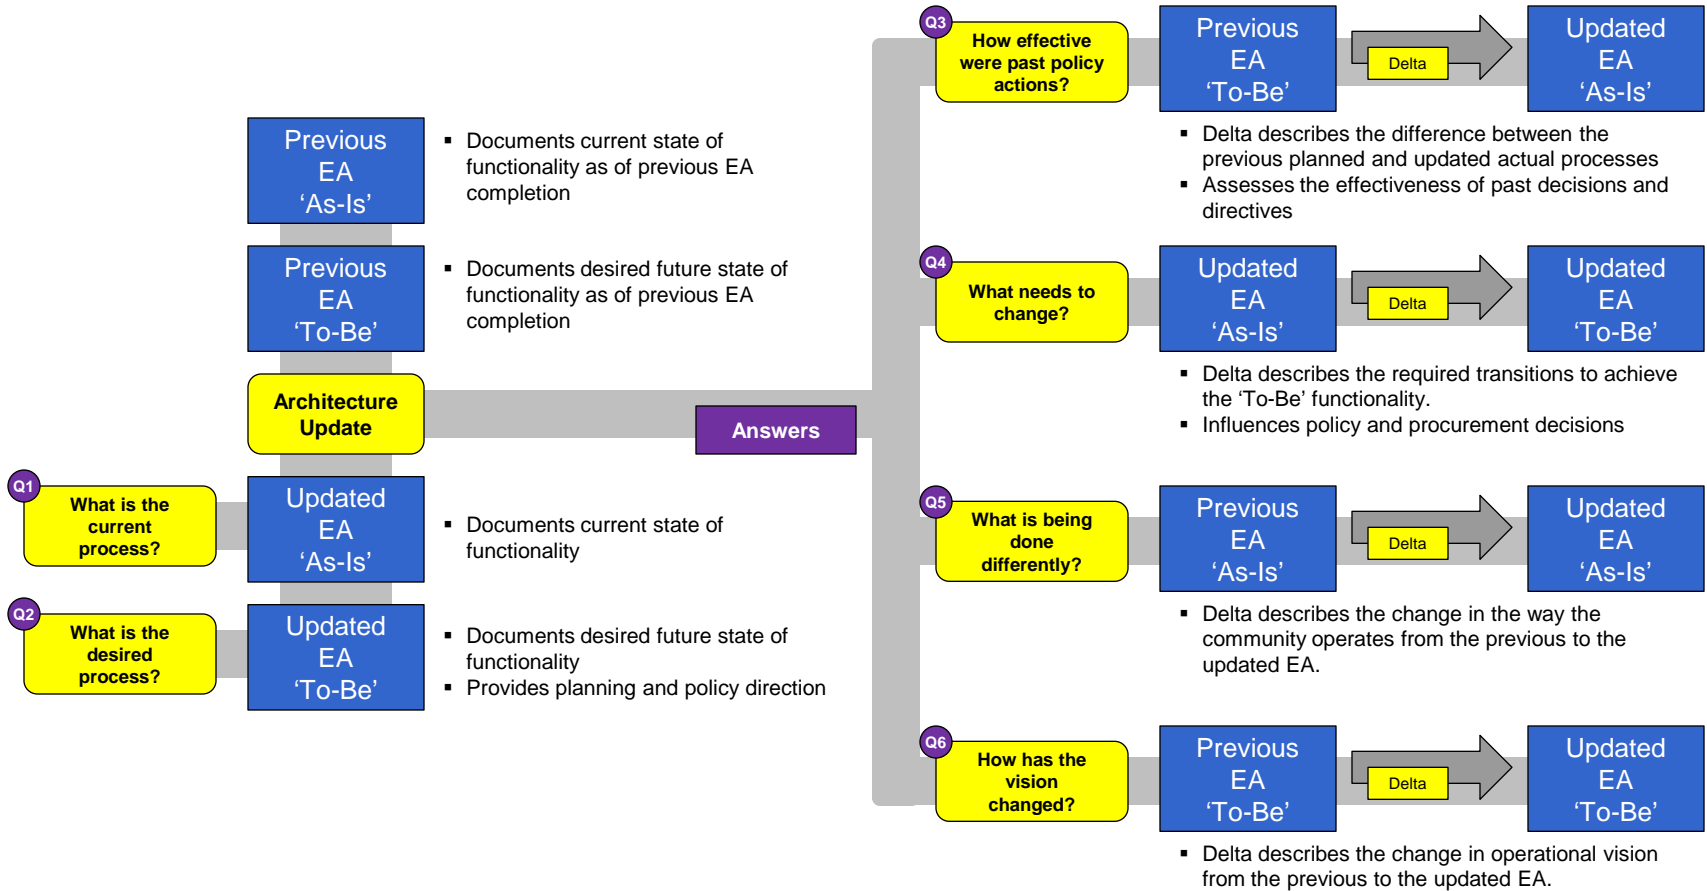 Previous
EA
‘As-Is’
▪ Documents current state of
functionality as of previous EA
completion
Previous
EA
‘To-Be’
▪ Documents desired future state of
functionality as of previous EA
completion
Architecture
Update
Answers
Q1
What is the
current
process?
Updated
EA
‘As-Is’
▪ Documents current state of
functionality
Q2
What is the
desired
process?
Updated
EA
‘To-Be’
▪ Documents desired future state of
functionality
▪ Provides planning and policy direction
Q3
How effective
were past policy
actions?
Previous
EA
‘To-Be’
Delta
Updated
EA
‘As-Is’
▪ Delta describes the difference between the
previous planned and updated actual processes
▪ Assesses the effectiveness of past decisions and
directives
Q4
What needs to
change?
Updated
EA
‘As-Is’
Delta
Updated
EA
‘To-Be’
▪ Delta describes the required transitions to achieve
the ‘To-Be’ functionality.
▪ Influences policy and procurement decisions
Q5
What is being
done
differently?
Previous
EA
‘As-Is’
Delta
Updated
EA
‘As-Is’
▪ Delta describes the change in the way the
community operates from the previous to the
updated EA.
Q6
How has the
vision
changed?
Previous
EA
‘To-Be’
Delta
Updated
EA
‘To-Be’
▪ Delta describes the change in operational vision
from the previous to the updated EA.